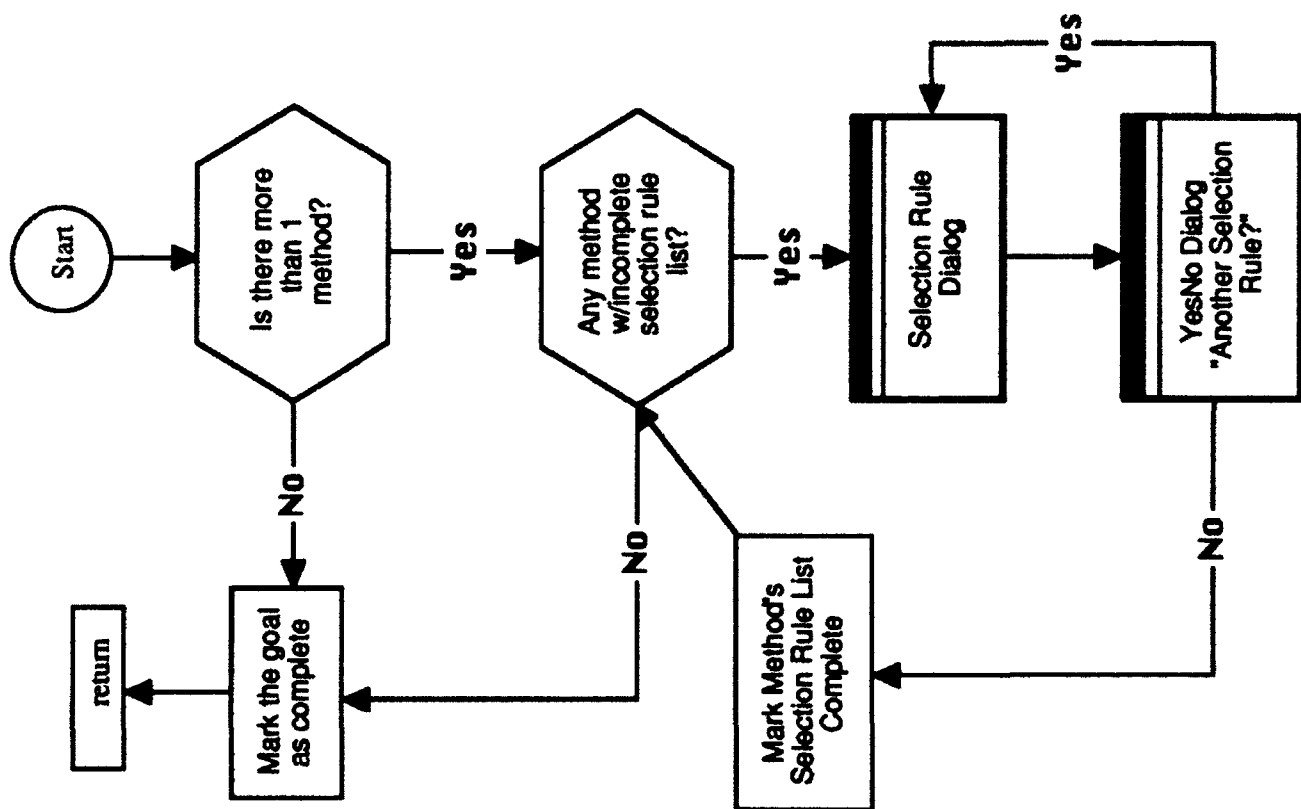 Start
Is there more
than 1
method?
No
Yes
Mark the goal
as complete
return
Any method
w/incomplete
selection rule
list?
No
Yes
Selection Rule
Dialog
Yes
YesNo Dialog
"Another Selection
Rule?"
No
Mark Method"s
Selection Rule List
Complete